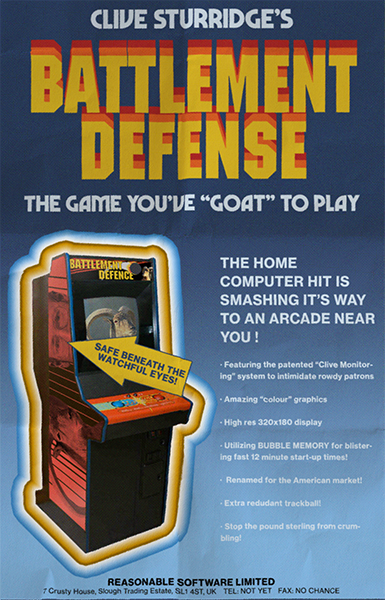 CLIVE STURRIDGE'S
BATTLEMENT
DEFENSE
THE GAME YOU'VE "GOAT" TO PLAY
BATTLEMENT
DEFENCE
SAFE BENEATH THE
WATCHFUL EYES!
THE HOME
COMPUTER HIT IS
SMASHING IT'S WAY
TO AN ARCADE NEAR
YOU !
· Featuring the patented "Clive Monitor-
ing" system to intimidate rowdy patrons
· Amazing "colour" graphics
· High res 320x180 display
· Utilizing BUBBLE MEMORY for blister-
ing fast 12 minute start-up times!
· Renamed for the American market!
· Extra redudant trackball!
· Stop the pound sterling from crum-
bling!
REASONABLE SOFTWARE LIMITED
7 Crusty House, Slough Trading Estate, SL1 4ST, UK TEL: NOT YET FAX: NO CHANCE